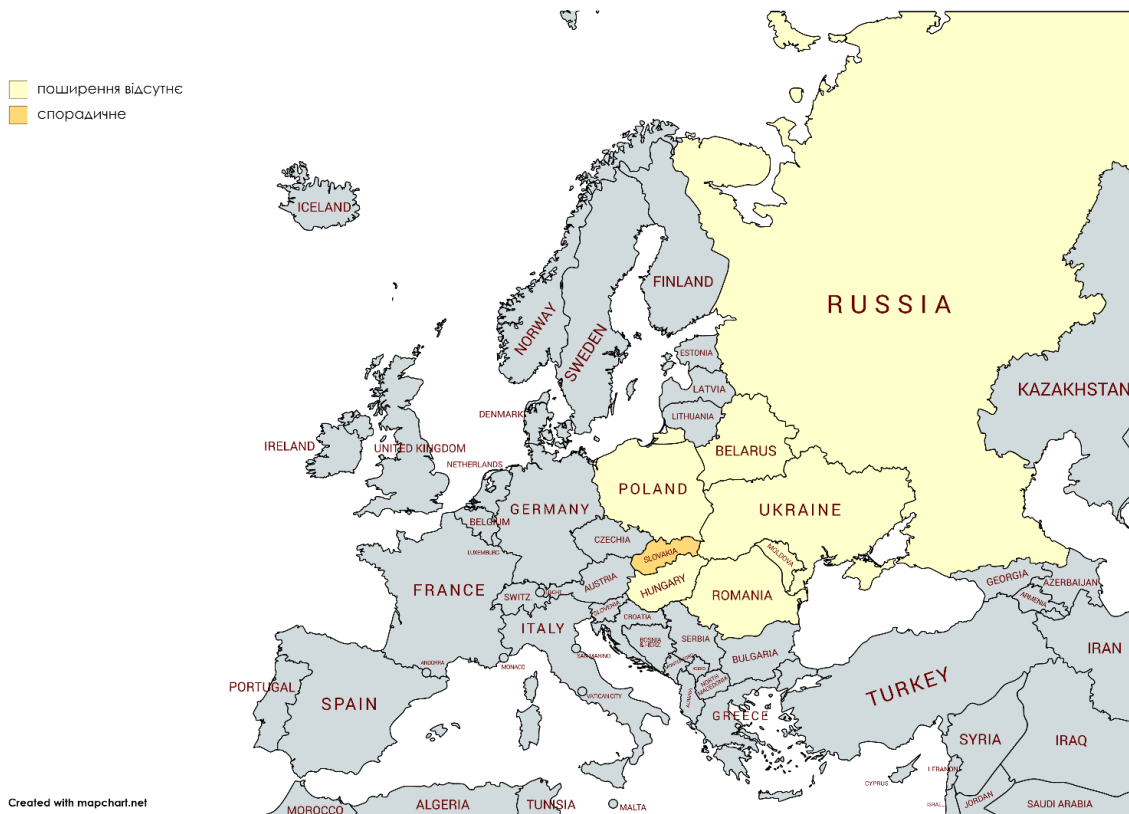 поширення відсутнє
спорадичне
ICELAND
FINLAND
NORWAY
SWEDEN
RUSSIA
ESTONIA
LATVIA
LITHUANIA
KAZAKHSTAN
DENMARK
IRELAND
UNITED KINGDOM
NETHERLANDS
BELARUS
POLAND
GERMANY
UKRAINE
BELGIUM
CZECHIA
LUXEMBURG
SLOVAKIA
MOLDOVA
FRANCE
SWITZ.
AUSTRIA
HUNGARY
ROMANIA
GEORGIA
AZERBAIJAN
ARMENIA
SLOVENIA
CROATIA
ITALY
BOSNIA
& HERZ.
SERBIA
SAN MARINO
BULGARIA
IRAN
ANDORRA
MONACO
NORTH
MACEDONIA
ALBANIA
PORTUGAL
SPAIN
VATICAN CITY
GREECE
TURKEY
SYRIA
IRAQ
CYPRUS
LEBANON
JORDAN
SAUDI ARABIA
Created with mapchart.net
MOROCCO
ALGERIA
TUNISIA
MALTA